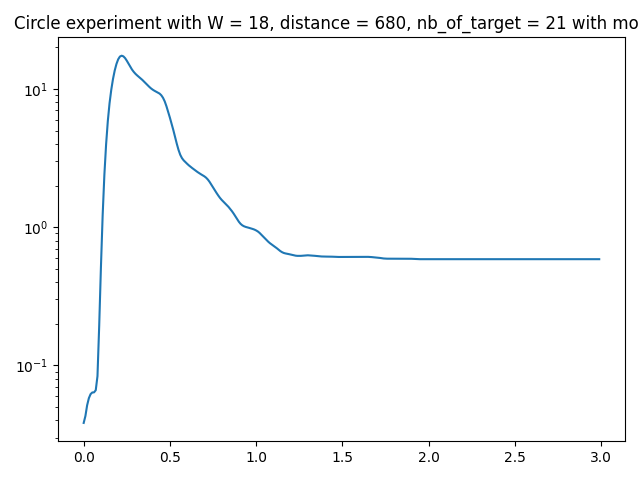 Circle experiment with W = 18, distance = 680, nb_of_target = 21 with mo
10¹
10⁰
10⁻¹
0.0 0.5 1.0 1.5 2.0 2.5 3.0